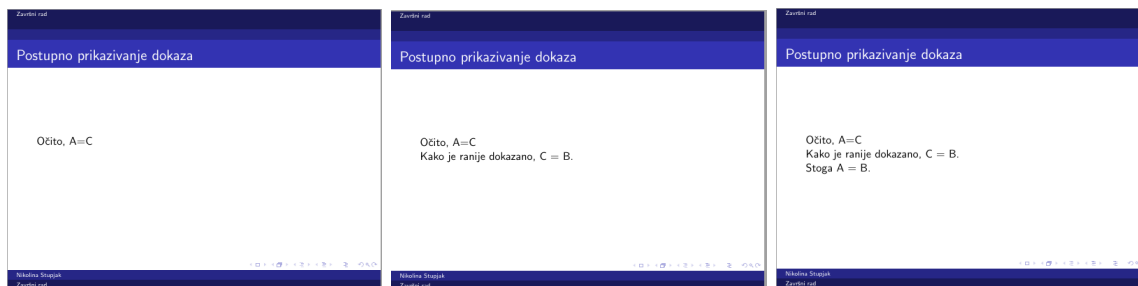 Završni rad
Postupno prikazivanje dokaza
Očito, A=C
Nikolina Stupjak
Završni rad
Završni rad
Postupno prikazivanje dokaza
Očito, A=C
Kako je ranije dokazano, C = B.
Nikolina Stupjak
Završni rad
Završni rad
Postupno prikazivanje dokaza
Očito, A=C
Kako je ranije dokazano, C = B.
Stoga A = B.
Nikolina Stupjak
Završni rad